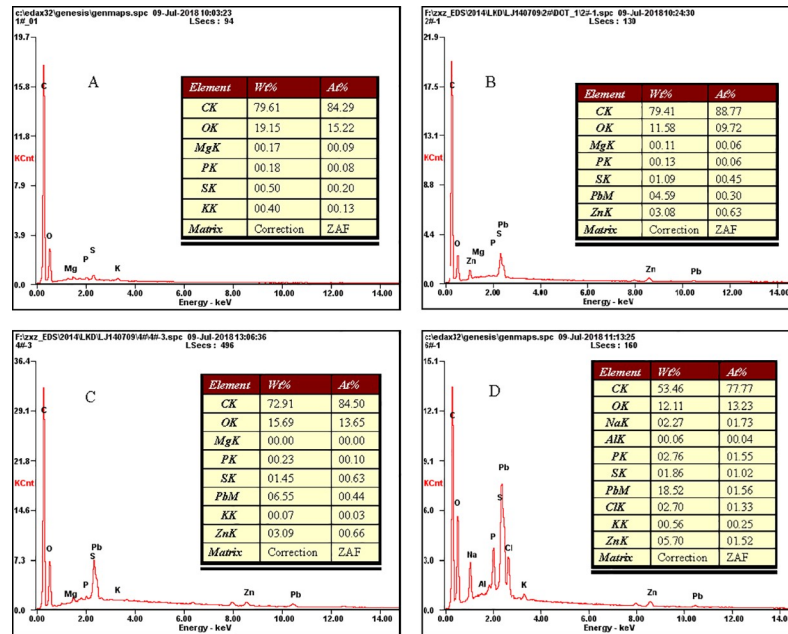 c:\edax32\genesis\genmaps.spc 09-Jul-2018 10:03:23
1#_01 LSecs : 94
19.7
15.8
11.8
KCnt
7.9
3.9
0.0
A
C
O
Mg
P
S
K
Element Wt% At%
CK 79.61 84.29
OK 19.15 15.22
MgK 00.17 00.09
PK 00.18 00.08
SK 00.50 00.20
KK 00.40 00.13
Matrix Correction ZAF
0.00 2.00 4.00 6.00 8.00 10.00 12.00 14.00
Energy - keV
F:\zxz_EDS\2014\LKD\LJ140709\2#\DOT_1\2#-1.spc 09-Jul-2018 10:24:30
2#-1 LSecs : 130
21.9
17.5
13.1
KCnt
8.8
4.4
0.0
B
C
O
Zn
Mg
P
S
Pb
Zn
Pb
Element Wt% At%
CK 79.41 88.77
OK 11.58 09.72
MgK 00.11 00.06
PK 00.13 00.06
SK 01.09 00.45
PbM 04.59 00.30
ZnK 03.08 00.63
Matrix Correction ZAF
0.00 2.00 4.00 6.00 8.00 10.00 12.00 14.00
Energy - keV
F:\zxz_EDS\2014\LKD\LJ140709\4#\4#-3.spc 09-Jul-2018 13:06:36
4#-3 LSecs : 496
36.4
29.1
21.8
KCnt
14.6
7.3
0.0
C
C
O
Mg
P
S
Pb
K
Zn
Pb
Element Wt% At%
CK 72.91 84.50
OK 15.69 13.65
MgK 00.00 00.00
PK 00.23 00.10
SK 01.45 00.63
PbM 06.55 00.44
KK 00.07 00.03
ZnK 03.09 00.66
Matrix Correction ZAF
0.00 2.00 4.00 6.00 8.00 10.00 12.00 14.00
Energy - keV
c:\edax32\genesis\genmaps.spc 09-Jul-2018 11:13:25
6#-1 LSecs : 160
15.1
12.1
9.1
KCnt
6.0
3.0
0.0
D
C
O
Na
Al
P
S
Pb
Cl
K
Zn
Pb
Element Wt% At%
CK 53.46 77.77
OK 12.11 13.23
NaK 02.27 01.73
AlK 00.06 00.04
PK 02.76 01.55
SK 01.86 01.02
PbM 18.52 01.56
ClK 02.70 01.33
KK 00.56 00.25
ZnK 05.70 01.52
Matrix Correction ZAF
0.00 2.00 4.00 6.00 8.00 10.00 12.00 14.00
Energy - keV